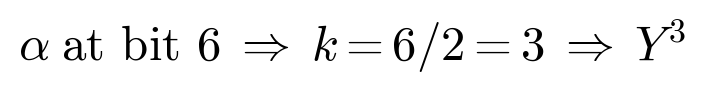 α at bit 6 ⇒ k = 6/2 = 3 ⇒ Y³